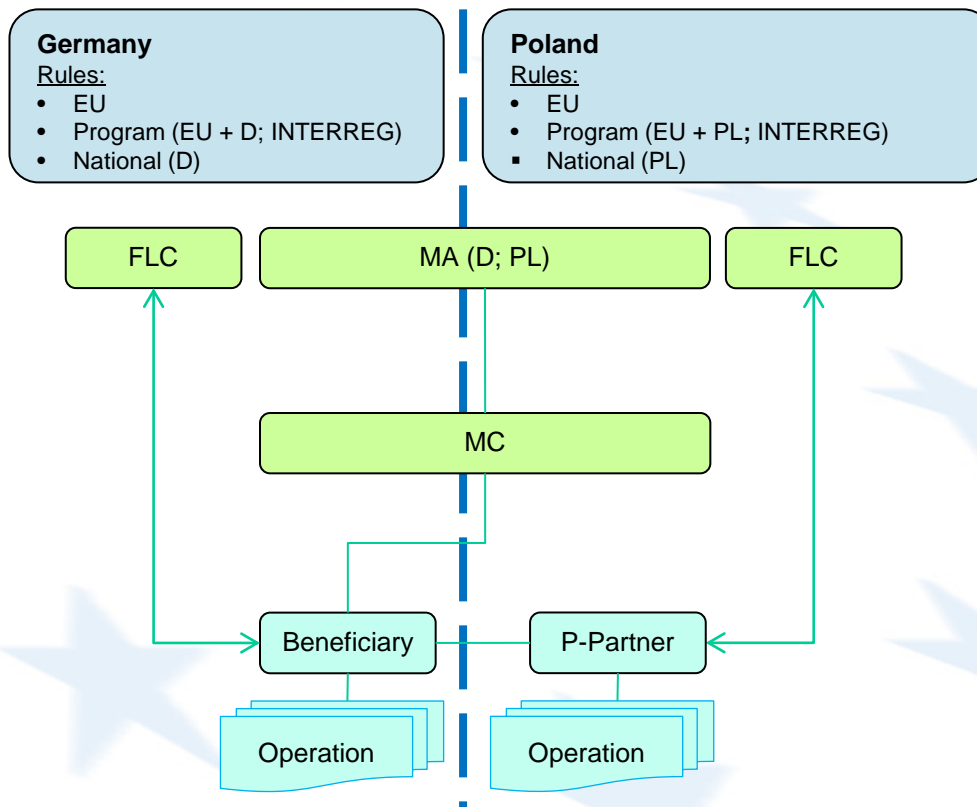 Germany
Rules:
• EU
• Program (EU + D; INTERREG)
• National (D)
Poland
Rules:
• EU
• Program (EU + PL; INTERREG)
▪ National (PL)
FLC
MA (D; PL)
FLC
MC
Beneficiary
P-Partner
Operation
Operation